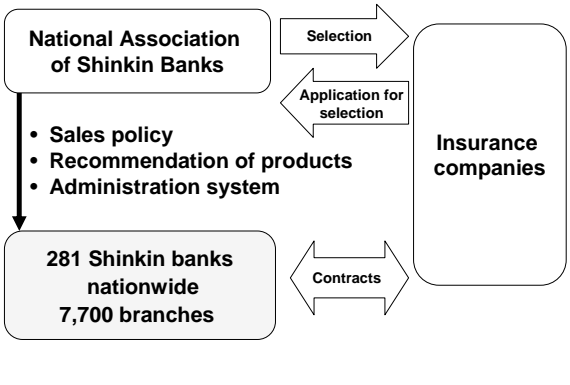 National Association
of Shinkin Banks
Selection
Application for
selection
Insurance
companies
• Sales policy
• Recommendation of products
• Administration system
281 Shinkin banks
nationwide
7,700 branches
Contracts